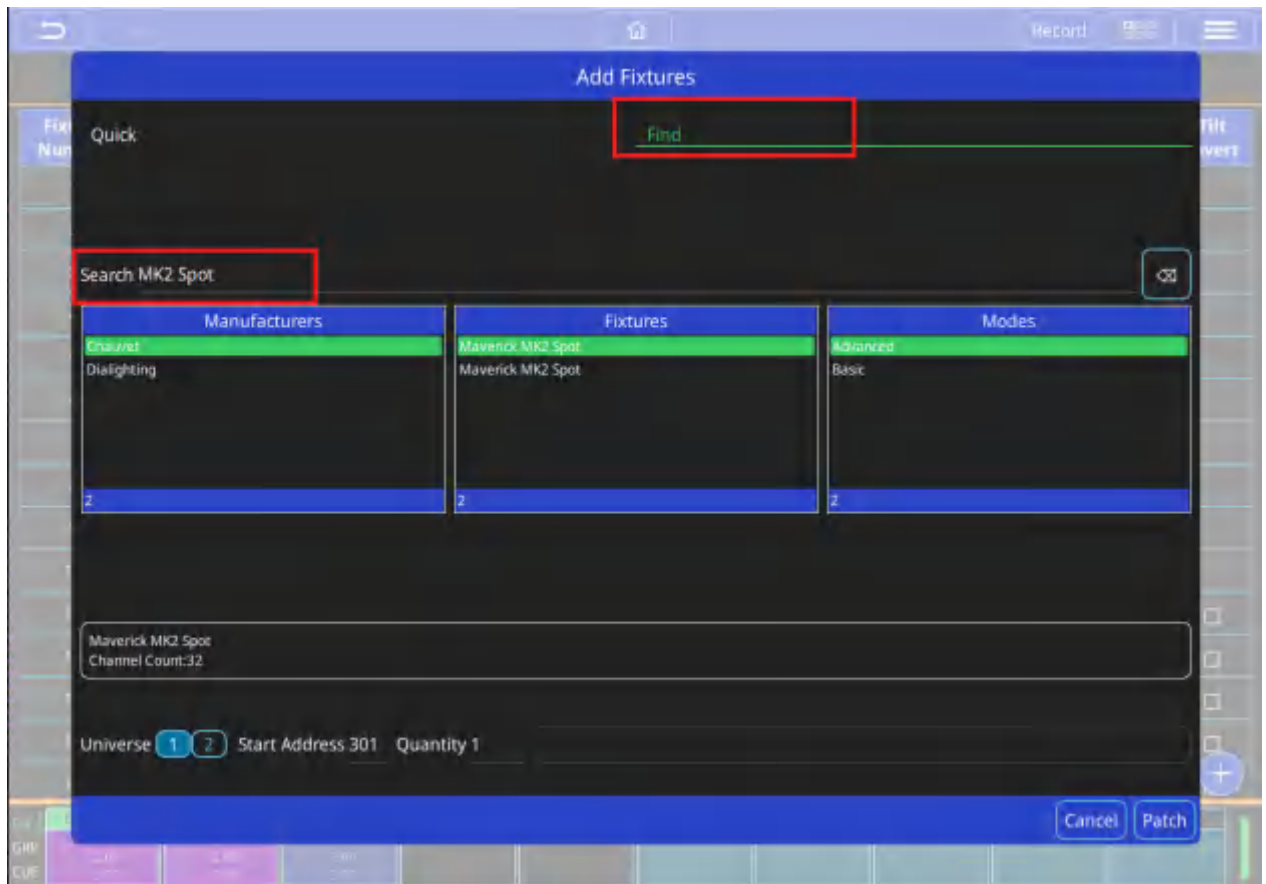 Record
Add Fixtures
Quick
Find
Search MK2 Spot
Manufacturers
Fixtures
Modes
Chauvet
Maverick MK2 Spot
Advanced
Dialighting
Maverick MK2 Spot
Basic
2
2
2
Maverick MK2 Spot
Channel Count:32
Universe 1 2 Start Address 301 Quantity 1
Cancel Patch
GRP
CUE